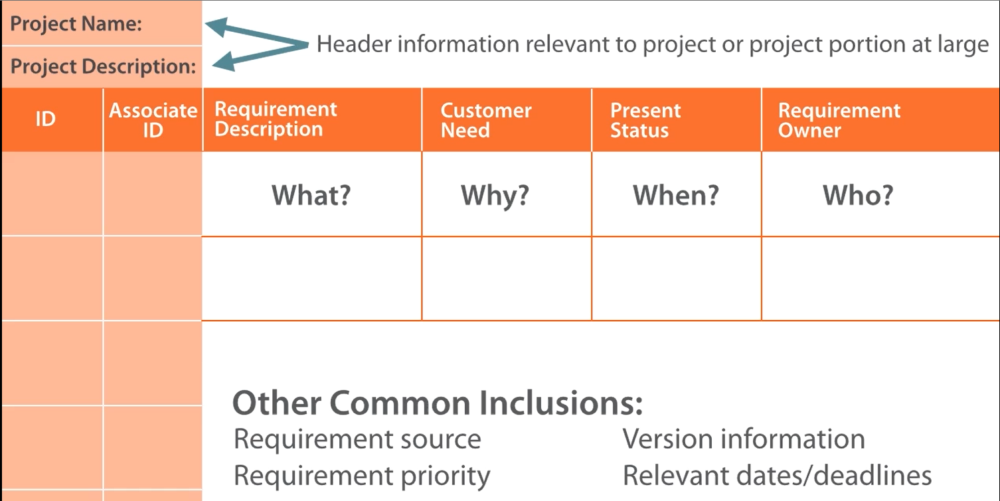 Project Name:
Header information relevant to project or project portion at large
Project Description:
ID
Associate
ID
Requirement
Description
Customer
Need
Present
Status
Requirement
Owner
What?
Why?
When?
Who?
Other Common Inclusions:
Requirement source
Version information
Requirement priority
Relevant dates/deadlines